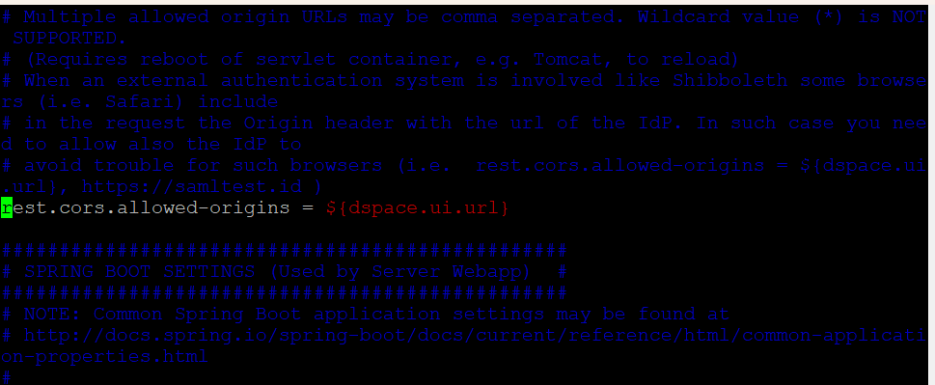 # Multiple allowed origin URLs may be comma separated. Wildcard value (*) is NOT
 SUPPORTED.
# (Requires reboot of servlet container, e.g. Tomcat, to reload)
# When an external authentication system is involved like Shibboleth some browse
rs (i.e. Safari) include
# in the request the Origin header with the url of the IdP. In such case you nee
d to allow also the IdP to
# avoid trouble for such browsers (i.e.  rest.cors.allowed-origins = ${dspace.ui
.url}, https://samltest.id )
rest.cors.allowed-origins = ${dspace.ui.url}
#################################################
# SPRING BOOT SETTINGS (Used by Server Webapp)  #
#################################################
# NOTE: Common Spring Boot application settings may be found at
# http://docs.spring.io/spring-boot/docs/current/reference/html/common-applicati
on-properties.html
#